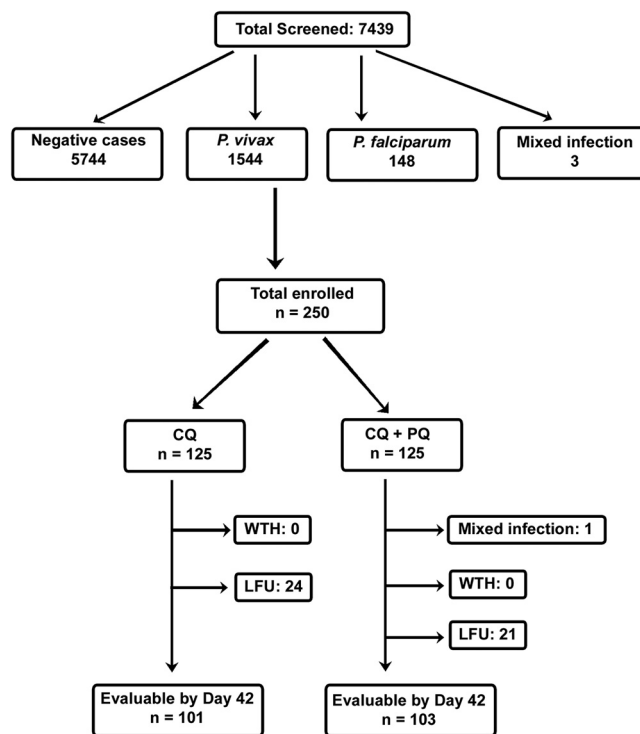 Total Screened: 7439
Negative cases
5744
P. vivax
1544
P. falciparum
148
Mixed infection
3
Total enrolled
n = 250
CQ
n = 125
CQ + PQ
n = 125
WTH: 0
LFU: 24
Mixed infection: 1
WTH: 0
LFU: 21
Evaluable by Day 42
n = 101
Evaluable by Day 42
n = 103